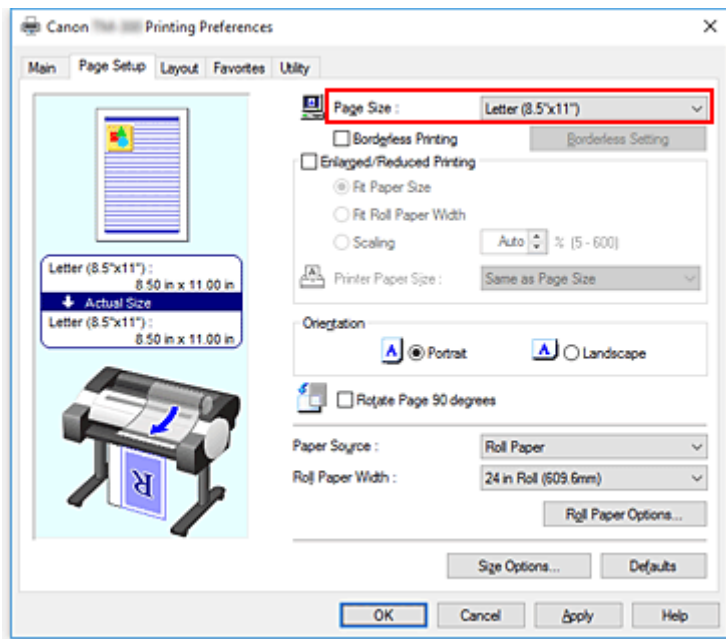 Canon Printing Preferences
Main Page Setup Layout Favorites Utility
Page Size : Letter (8.5"x11")
Borderless Printing Borderless Setting
Enlarged/Reduced Printing
Fit Paper Size
Fit Roll Paper Width
Scaling Auto % (5 - 600)
Printer Paper Size : Same as Page Size
Letter (8.5"x11") :
8.50 in x 11.00 in
Actual Size
Letter (8.5"x11") :
8.50 in x 11.00 in
Orientation
A Portrait A Landscape
Rotate Page 90 degrees
R
Paper Source : Roll Paper
Roll Paper Width : 24 in Roll (609.6mm)
Roll Paper Options...
Size Options... Defaults
OK Cancel Apply Help